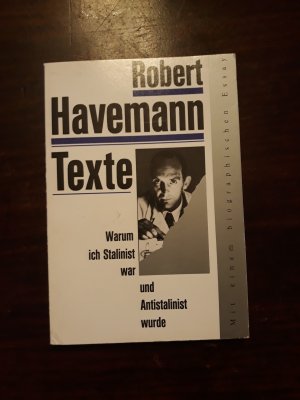 Robert
Havemann
Texte
Warum
ich Stalinist
war
und
Antistalinist
wurde
Mit einem biographischen Essay